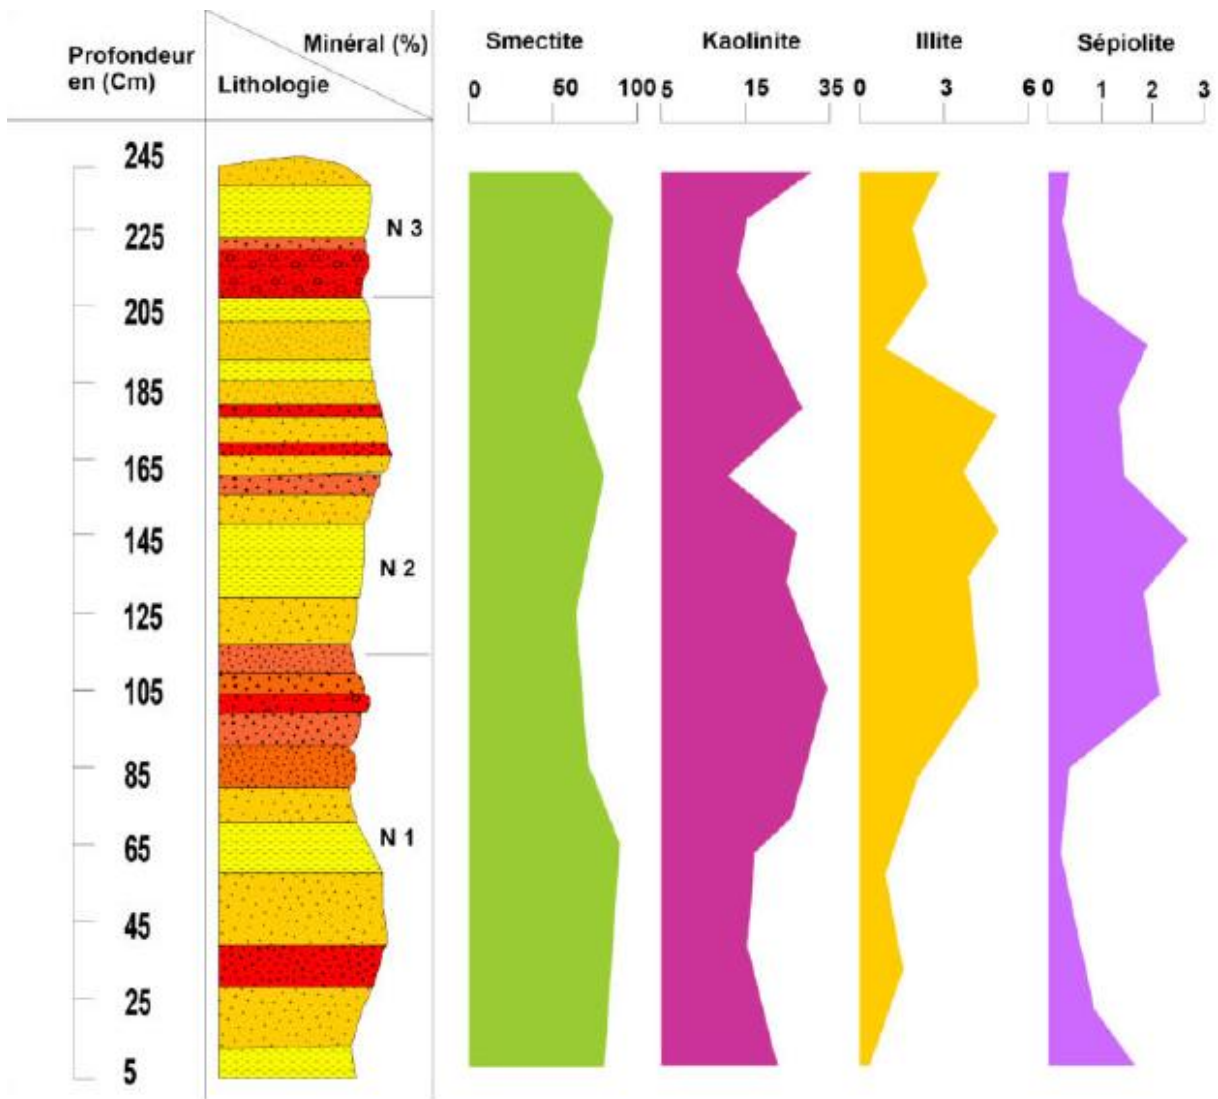 Profondeur
en (Cm)
Minéral (%)
Lithologie
Smectite
Kaolinite
Illite
Sépiolite
0 50 100
5 15 35
0 3 6
0 1 2 3
245
225
205
185
165
145
125
105
85
65
45
25
5
N 3
N 2
N 1